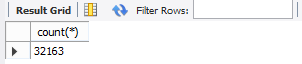 Result Grid Filter Rows:
count(*)
32163